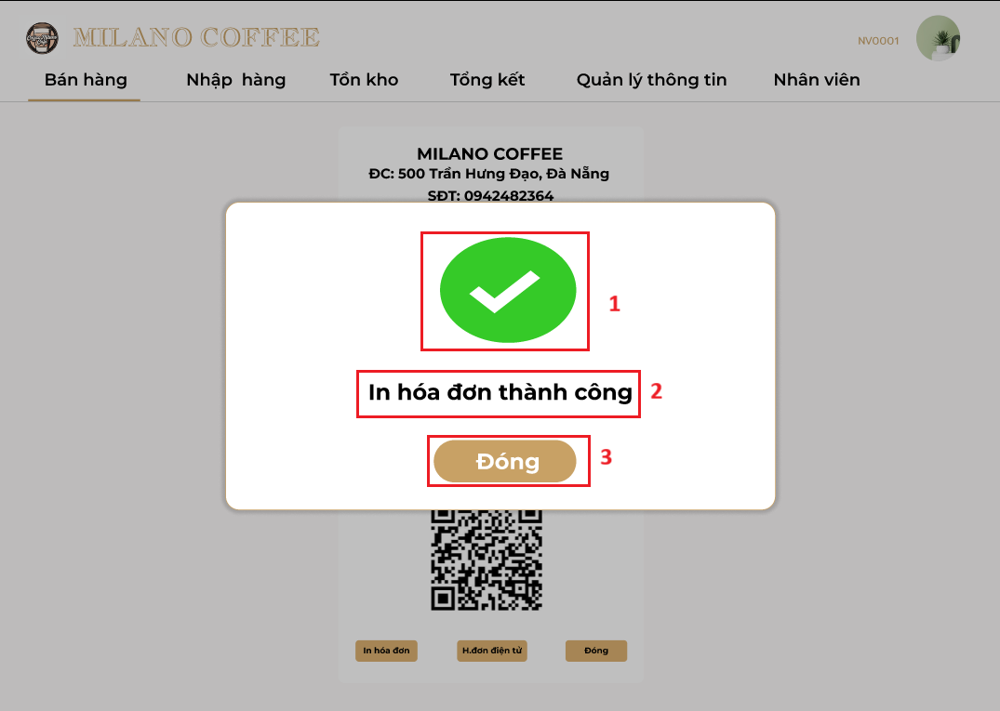 MILANO COFFEE
NV0001
Bán hàng
Nhập hàng
Tồn kho
Tổng kết
Quản lý thông tin
Nhân viên
MILANO COFFEE
ĐC: 500 Trần Hưng Đạo, Đà Nẵng
SĐT: 0942482364
1
In hóa đơn thành công
2
Đóng
3
In hóa đơn
H.đơn điện tử
Đóng